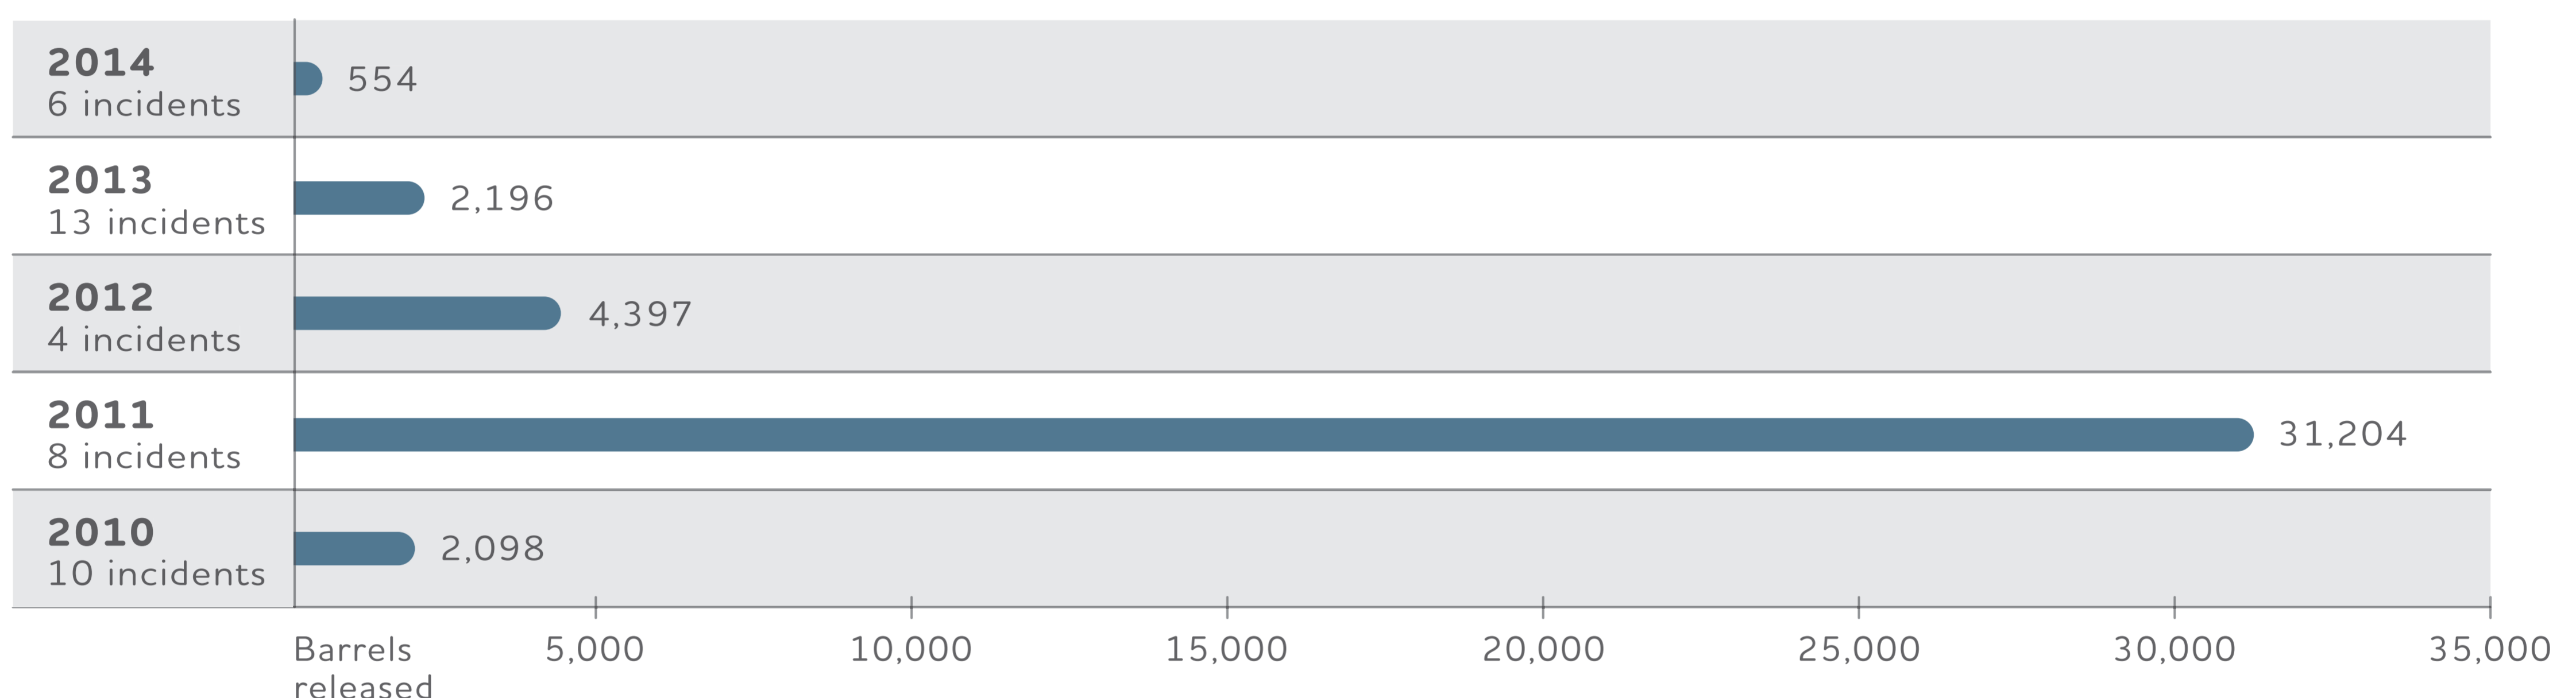 2014
6 incidents
554
2013
13 incidents
2,196
2012
4 incidents
4,397
2011
8 incidents
31,204
2010
10 incidents
2,098
Barrels
released
5,000
10,000
15,000
20,000
25,000
30,000
35,000